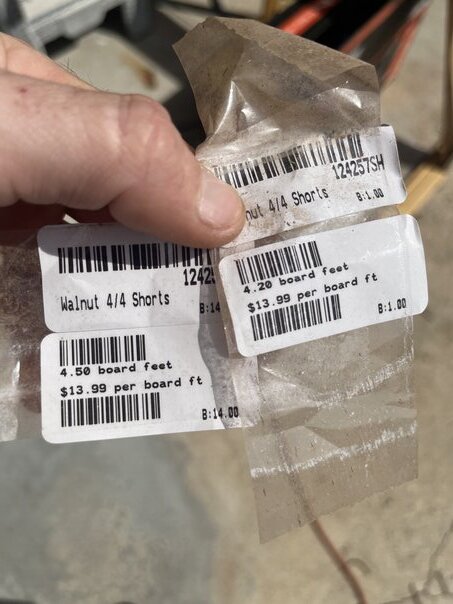 124257SH
nut 4/4 Shorts
B:1.00
4.20 board feet
$13.99 per board ft
B:1.00
1242
Walnut 4/4 Shorts
B:14
4.50 board feet
$13.99 per board ft
B:14.00